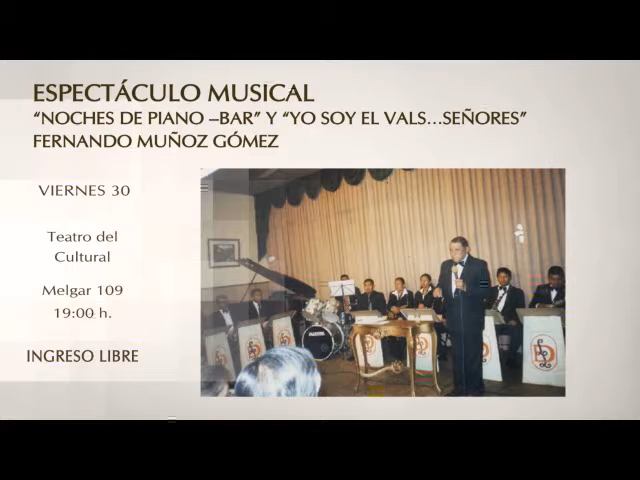 ESPECTÁCULO MUSICAL
“NOCHES DE PIANO –BAR” Y “YO SOY EL VALS...SEÑORES”
FERNANDO MUÑOZ GÓMEZ
VIERNES 30
Teatro del
Cultural
Melgar 109
19:00 h.
INGRESO LIBRE